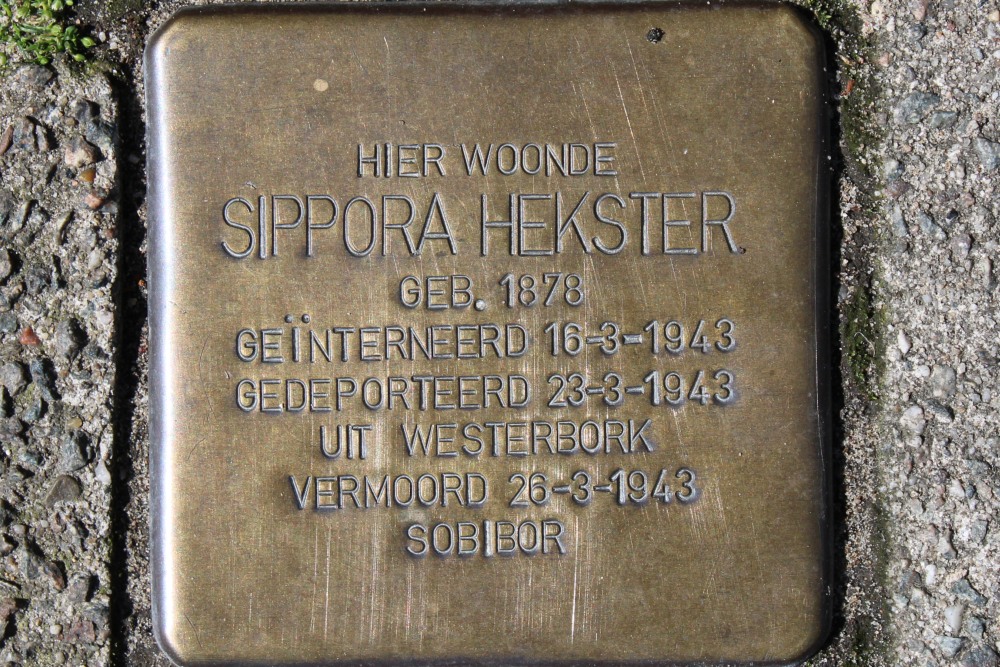 HIER WOONDE
SIPPORA HEKSTER
GEB. 1878
GEÏNTERNEERD 16-3-1943
GEDEPORTEERD 23-3-1943
UIT WESTERBORK
VERMOORD 26-3-1943
SOBIBOR